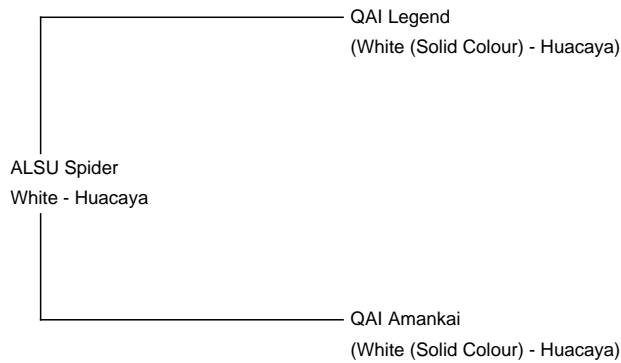 QAI Legend
(White (Solid Colour) - Huacaya)
ALSU Spider
White - Huacaya
QAI Amankai
(White (Solid Colour) - Huacaya)